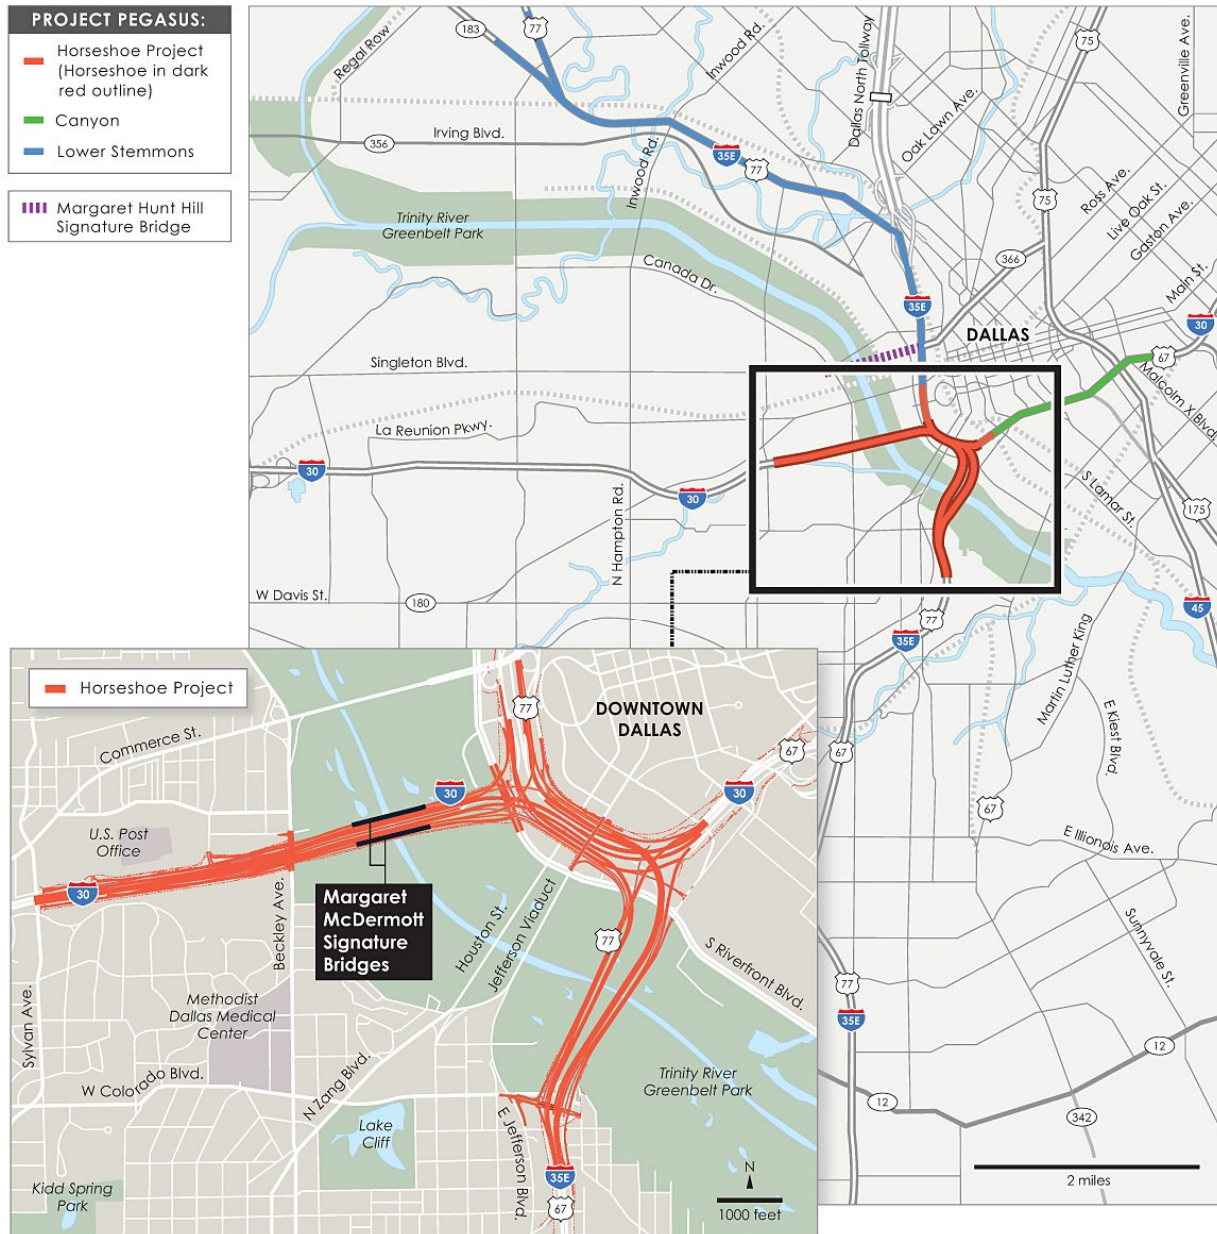 PROJECT PEGASUS:
Horseshoe Project
(Horseshoe in dark
red outline)
Canyon
Lower Stemmons
Margaret Hunt Hill
Signature Bridge
183
77
Regal Row
Inwood Rd.
Dallas North Tollway
75
Greenville Ave.
356
Irving Blvd.
Inwood Rd.
35E
77
Oak Lawn Ave.
75
Ross Ave.
Live Oak St.
Gaston Ave.
Trinity River
Greenbelt Park
Canada Dr.
366
Main St.
35E
30
DALLAS
67
Singleton Blvd.
Malcolm X Blvd.
La Reunion Pkwy.
30
30
N Hampton Rd.
S Lamar St.
175
W Davis St.
180
77
35E
45
Martin Luther King
E Kiest Blvd.
67
67
E Illionois Ave.
Sunnyvale St.
77
35E
12
12
342
2 miles
Horseshoe Project
77
DOWNTOWN
DALLAS
67
Commerce St.
30
30
U.S. Post
Office
30
Margaret
McDermott
Signature
Bridges
Beckley Ave.
Houston St.
Jefferson Viaduct
77
S Riverfront Blvd.
Sylvan Ave.
Methodist
Dallas Medical
Center
W Colorado Blvd.
N Zang Blvd.
Trinity River
Greenbelt Park
Lake
Cliff
E Jefferson Blvd.
35E
67
Kidd Spring
Park
N
1000 feet